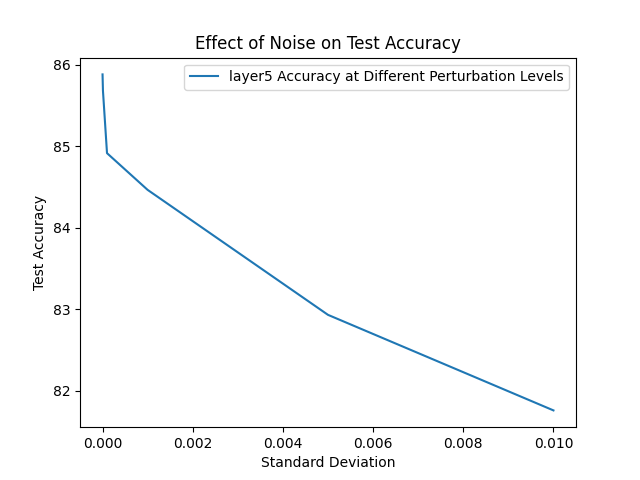 Effect of Noise on Test Accuracy
layer5 Accuracy at Different Perturbation Levels
86
85
84
83
82
Test Accuracy
0.000 0.002 0.004 0.006 0.008 0.010
Standard Deviation